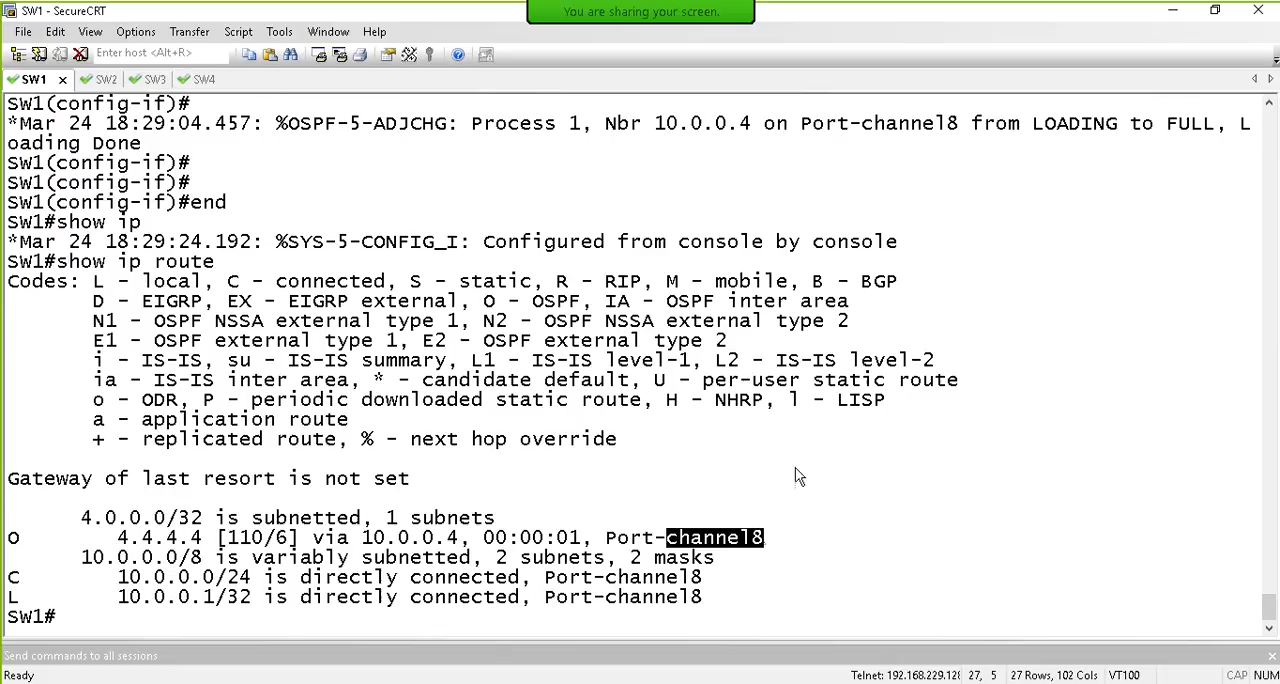 SW1 - SecureCRT
You are sharing your screen.
File Edit View Options Transfer Script Tools Window Help
Enter host <Alt+R>
SW1 SW2 SW3 SW4
SW1(config-if)#
*Mar 24 18:29:04.457: %OSPF-5-ADJCHG: Process 1, Nbr 10.0.0.4 on Port-channel8 from LOADING to FULL, L
oading Done
SW1(config-if)#
SW1(config-if)#
SW1(config-if)#end
SW1#show ip
*Mar 24 18:29:24.192: %SYS-5-CONFIG_I: Configured from console by console
SW1#show ip route
Codes: L - local, C - connected, S - static, R - RIP, M - mobile, B - BGP
D - EIGRP, EX - EIGRP external, O - OSPF, IA - OSPF inter area
N1 - OSPF NSSA external type 1, N2 - OSPF NSSA external type 2
E1 - OSPF external type 1, E2 - OSPF external type 2
i - IS-IS, su - IS-IS summary, L1 - IS-IS level-1, L2 - IS-IS level-2
ia - IS-IS inter area, * - candidate default, U - per-user static route
o - ODR, P - periodic downloaded static route, H - NHRP, l - LISP
a - application route
+ - replicated route, % - next hop override
Gateway of last resort is not set
4.0.0.0/32 is subnetted, 1 subnets
O 4.4.4.4 [110/6] via 10.0.0.4, 00:00:01, Port-channel8
10.0.0.0/8 is variably subnetted, 2 subnets, 2 masks
C 10.0.0.0/24 is directly connected, Port-channel8
L 10.0.0.1/32 is directly connected, Port-channel8
SW1#
Send commands to all sessions
Ready Telnet: 192.168.229.12 27, 5 27 Rows, 102 Cols VT100 CAP NUM